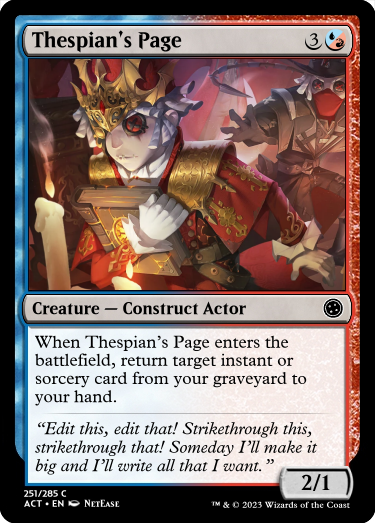 Thespian's Page 3
Creature — Construct Actor
When Thespian's Page enters the
battlefield, return target instant or
sorcery card from your graveyard to
your hand.
“Edit this, edit that! Strikethrough this,
strikethrough that! Someday I'll make it
big and I'll write all that I want.”
2/1
251/285 C
ACT • EN NetEase
™ & © 2023 Wizards of the Coast